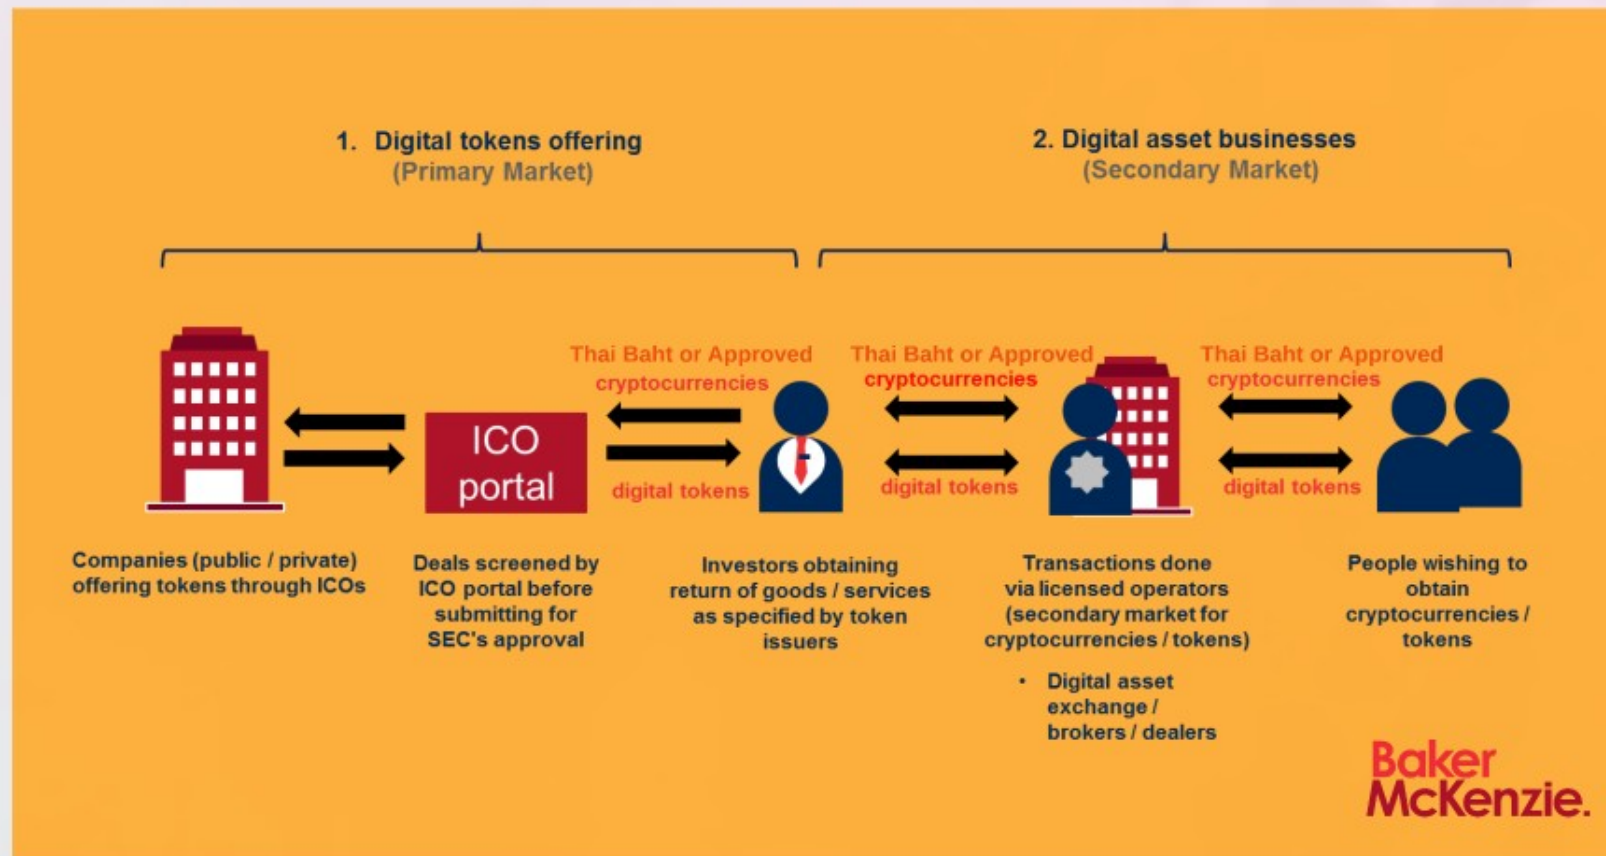 1. Digital tokens offering
(Primary Market)
2. Digital asset businesses
(Secondary Market)
Thai Baht or Approved
cryptocurrencies
digital tokens
Thai Baht or Approved
cryptocurrencies
digital tokens
Thai Baht or Approved
cryptocurrencies
digital tokens
ICO
portal
Companies (public / private)
offering tokens through ICOs
Deals screened by
ICO portal before
submitting for
SEC's approval
Investors obtaining
return of goods / services
as specified by token
issuers
Transactions done
via licensed operators
(secondary market for
cryptocurrencies / tokens)
• Digital asset
exchange /
brokers / dealers
People wishing to
obtain
cryptocurrencies /
tokens
Baker
McKenzie.